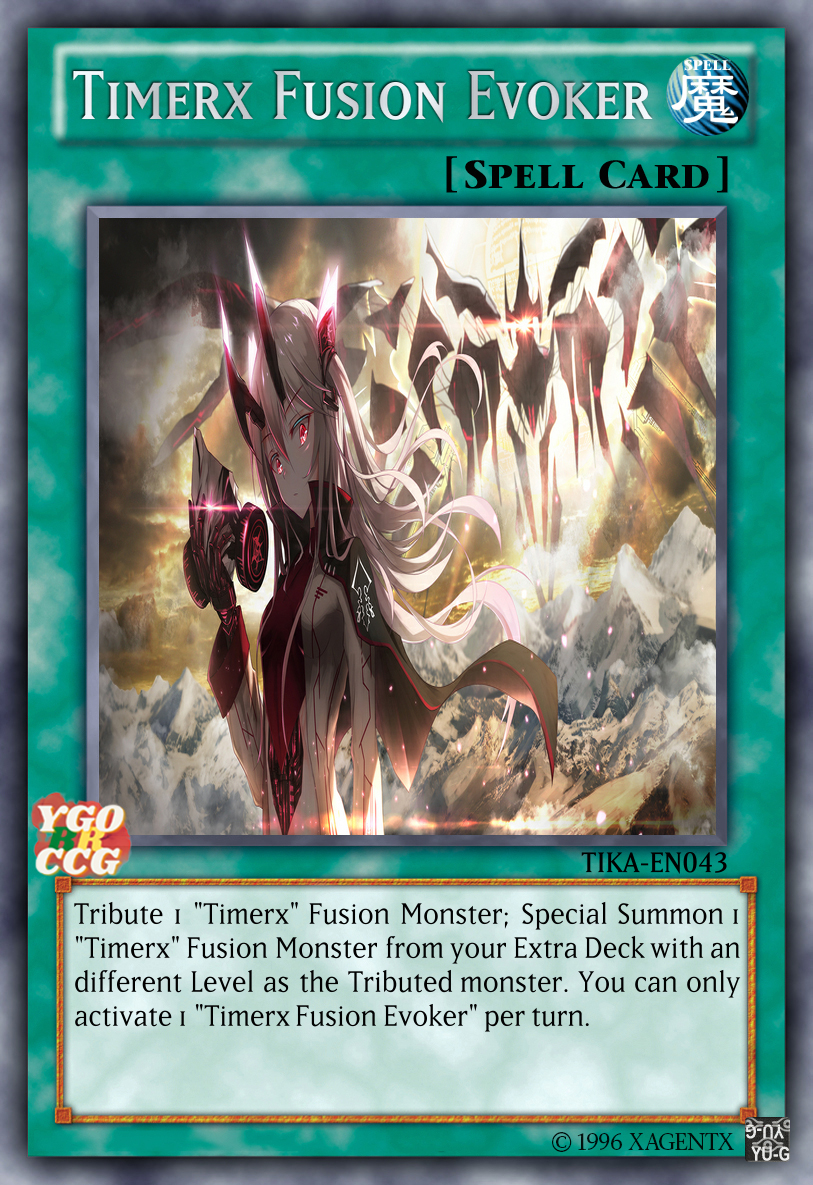 Timerx Fusion Evoker
SPELL
魔
[Spell Card]
YGO
BR
CCG
TIKA-EN043
Tribute 1 "Timerx" Fusion Monster; Special Summon 1
"Timerx" Fusion Monster from your Extra Deck with an
different Level as the Tributed monster. You can only
activate 1 "Timerx Fusion Evoker" per turn.
© 1996 XAGENTX
YU-G